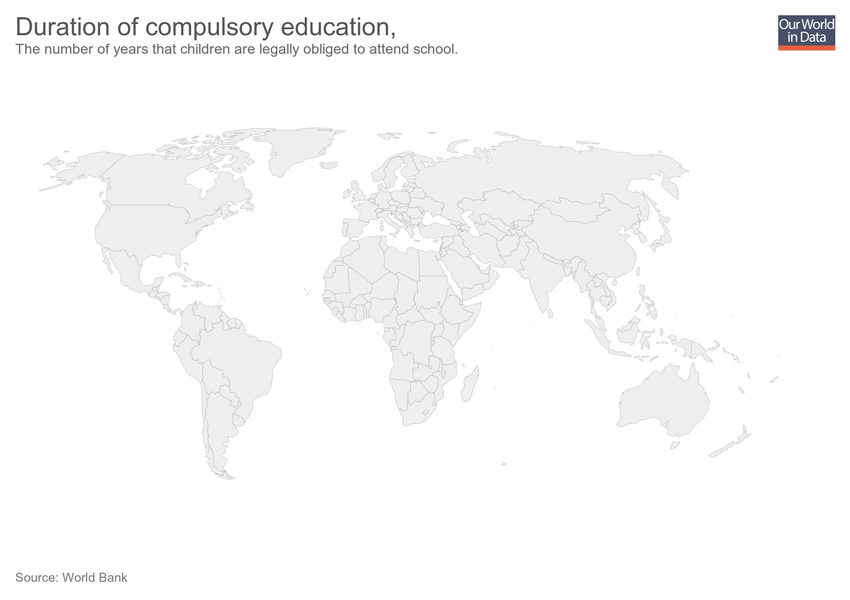 Duration of compulsory education,
The number of years that children are legally obliged to attend school.
Our World
in Data
Source: World Bank